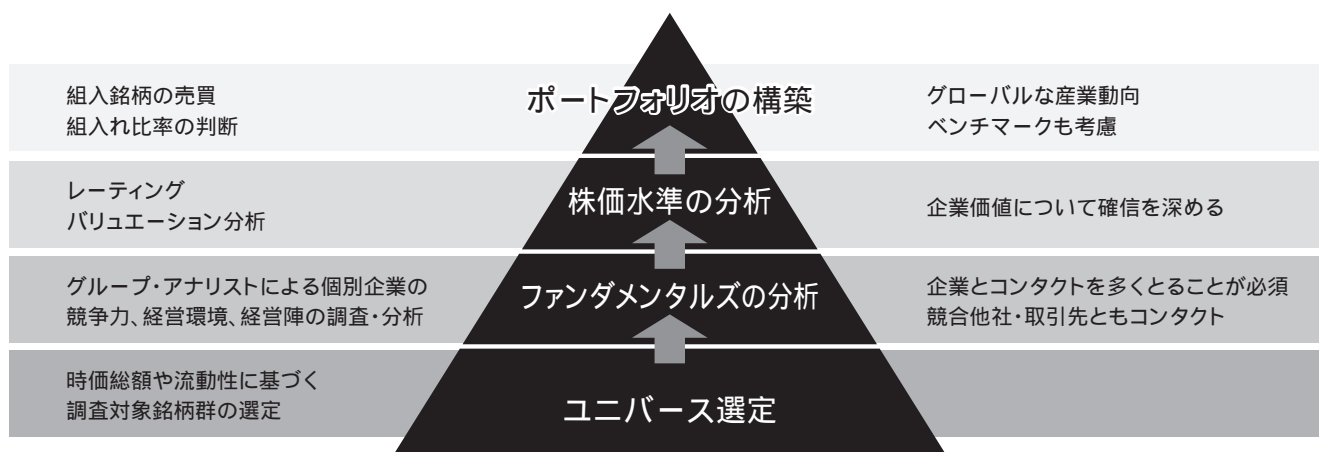 組入銘柄の売買
組入れ比率の判断
ポートフォリオの構築
グローバルな産業動向
ベンチマークも考慮
レーティング
バリュエーション分析
株価水準の分析
企業価値について確信を深める
グループ・アナリストによる個別企業の
競争力、経営環境、経営陣の調査・分析
ファンダメンタルズの分析
企業とコンタクトを多くとることが必須
競合他社・取引先ともコンタクト
時価総額や流動性に基づく
調査対象銘柄群の選定
ユニバース選定